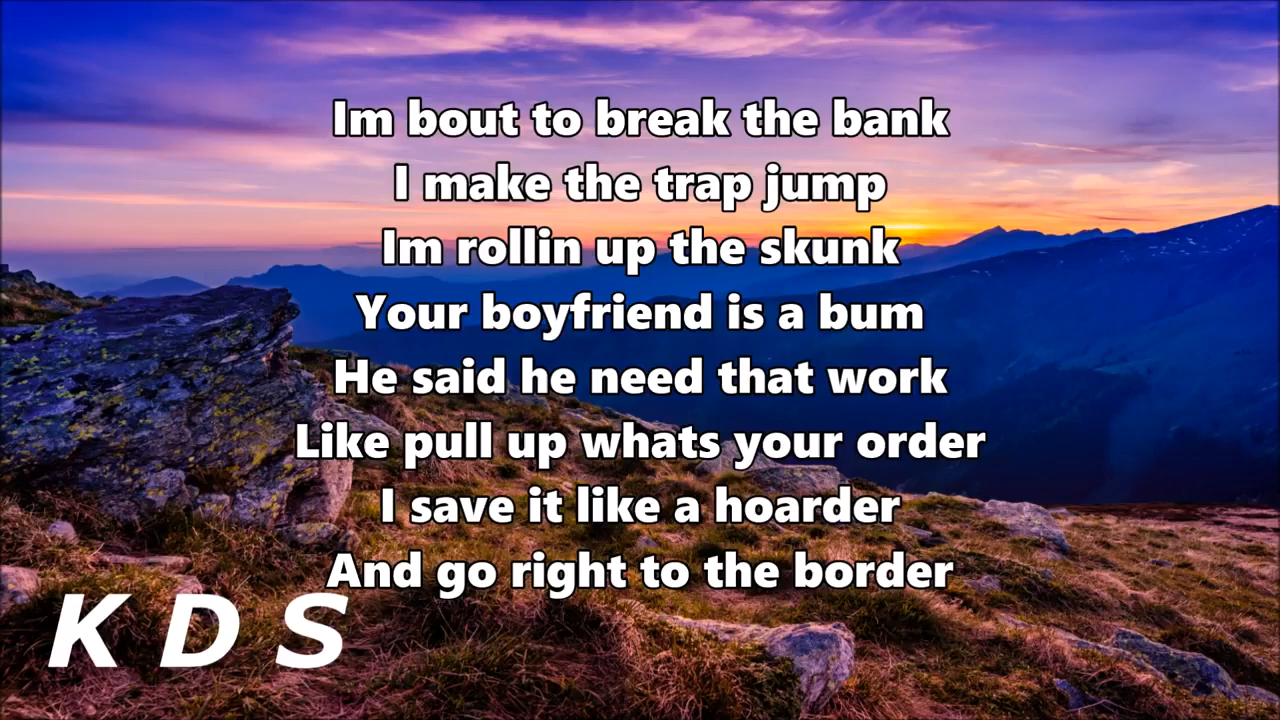 Im bout to break the bank
I make the trap jump
Im rollin up the skunk
Your boyfriend is a bum
He said he need that work
Like pull up whats your order
I save it like a hoarder
And go right to the border
K D S